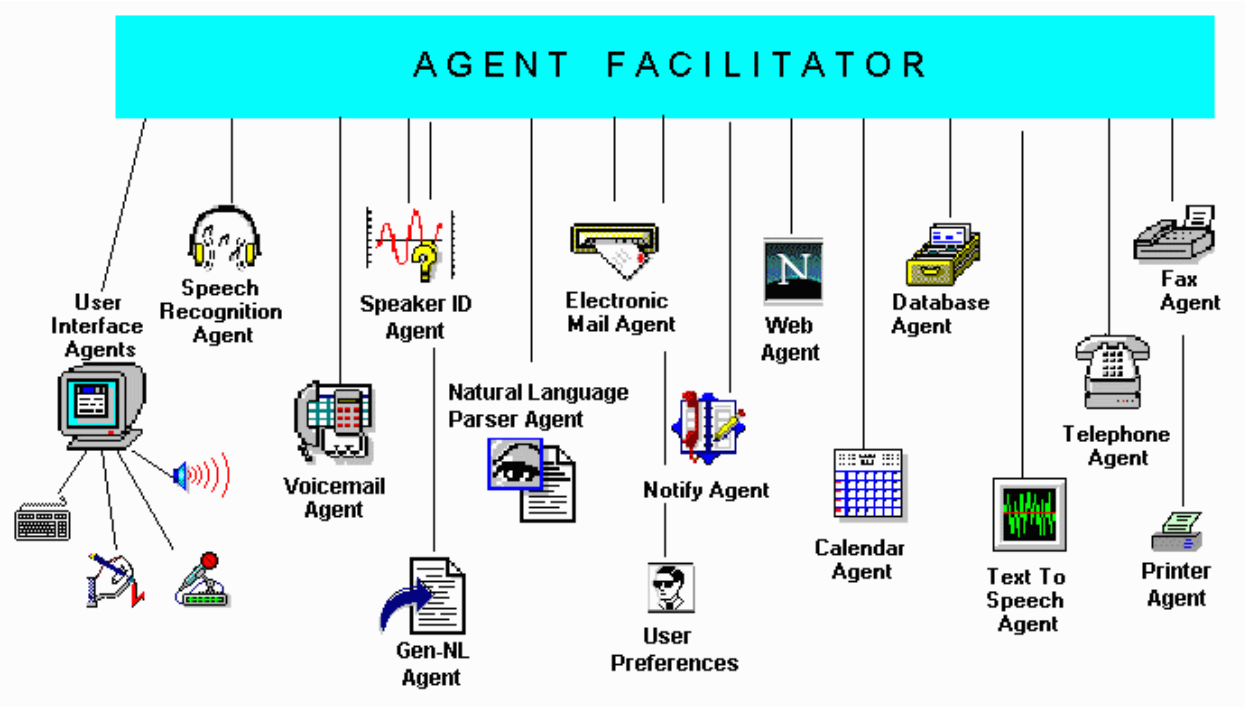 AGENT FACILITATOR
User
Interface
Agents
Speech
Recognition
Agent
Speaker ID
Agent
Electronic
Mail Agent
N
Web
Agent
Database
Agent
Fax
Agent
Voicemail
Agent
Natural Language
Parser Agent
Notify Agent
Telephone
Agent
Calendar
Agent
Text To
Speech
Agent
Printer
Agent
Gen-NL
Agent
User
Preferences